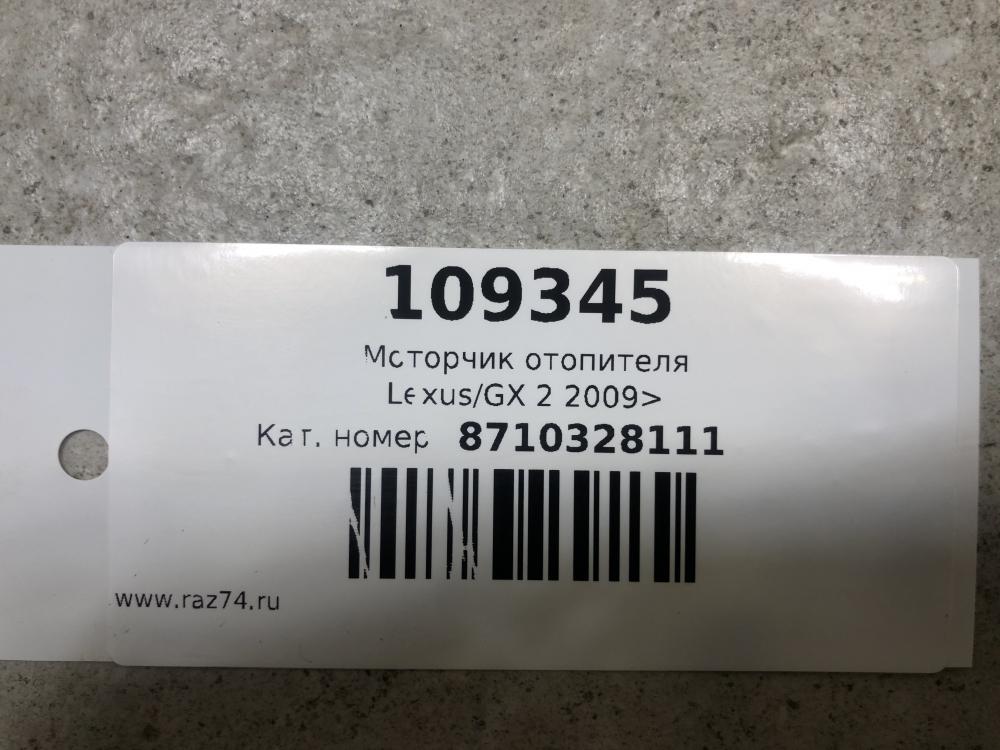 109345
Моторчик отопителя
Lexus/GX 2 2009>
Кат. номер 8710328111
www.raz74.ru